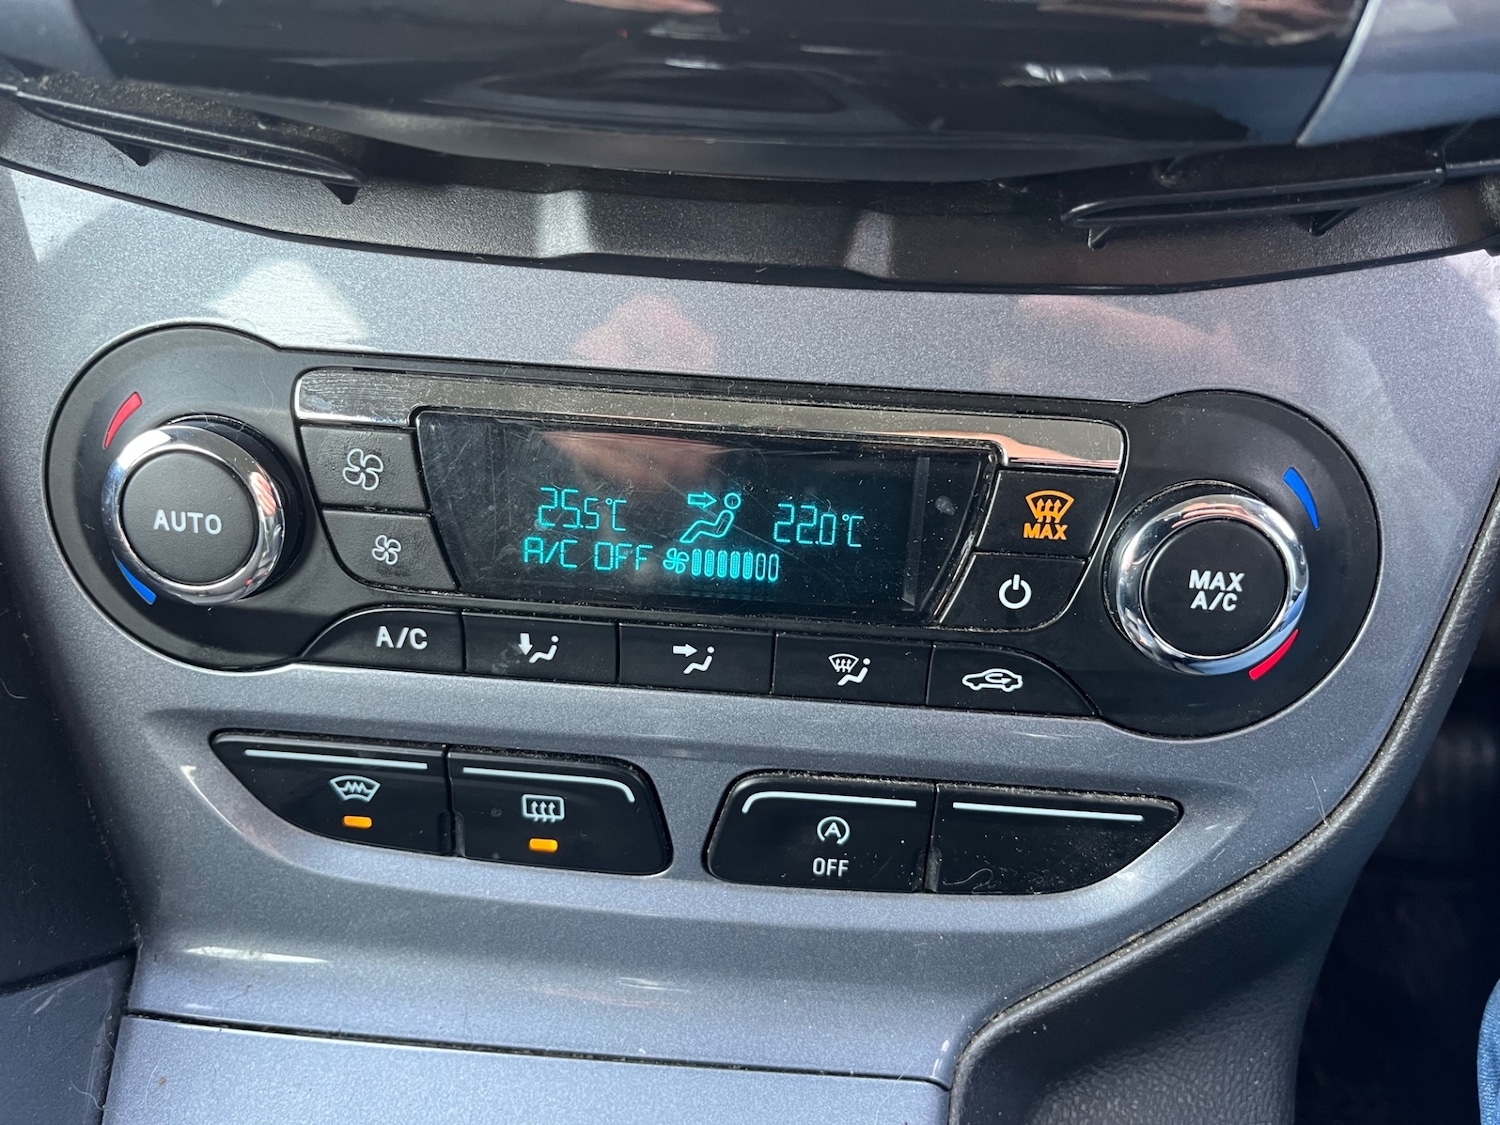 AUTO
25.5°C
22.0°C
A/C OFF
MAX
MAX
A/C
A/C
A
OFF